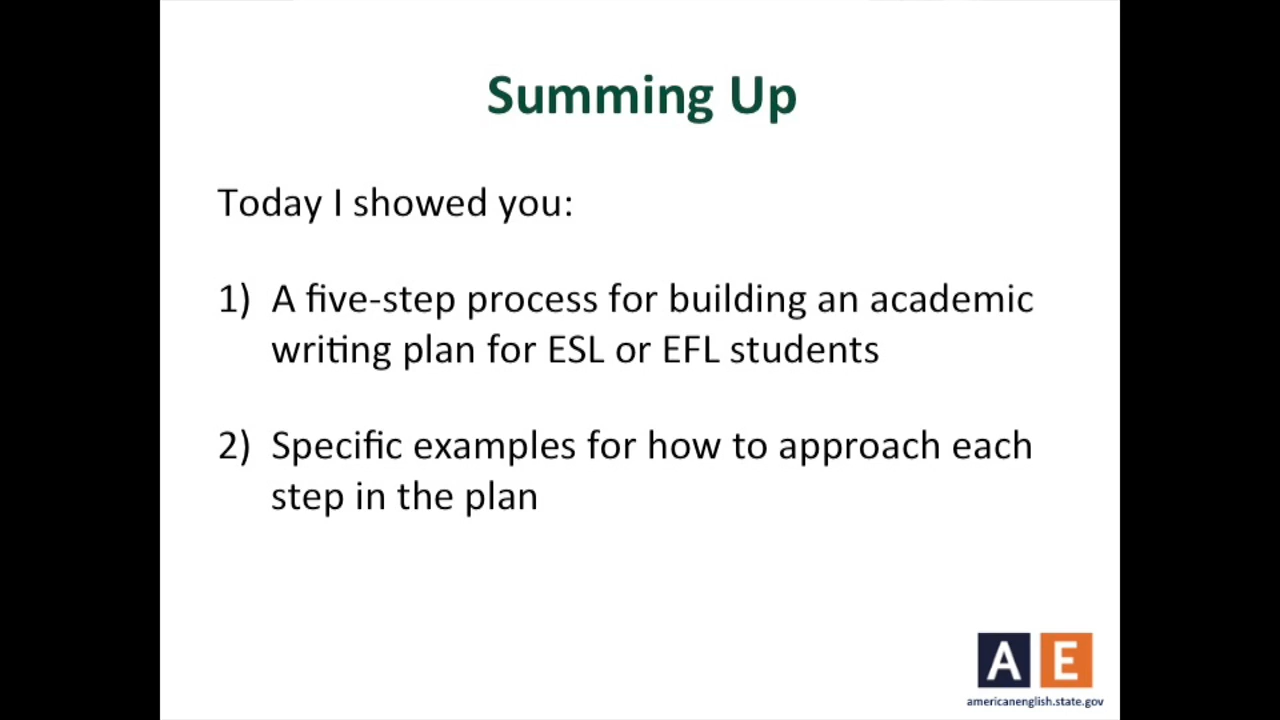 Summing Up
Today I showed you:
1) A five-step process for building an academic
writing plan for ESL or EFL students
2) Specific examples for how to approach each
step in the plan
A E
americanenglish.state.gov